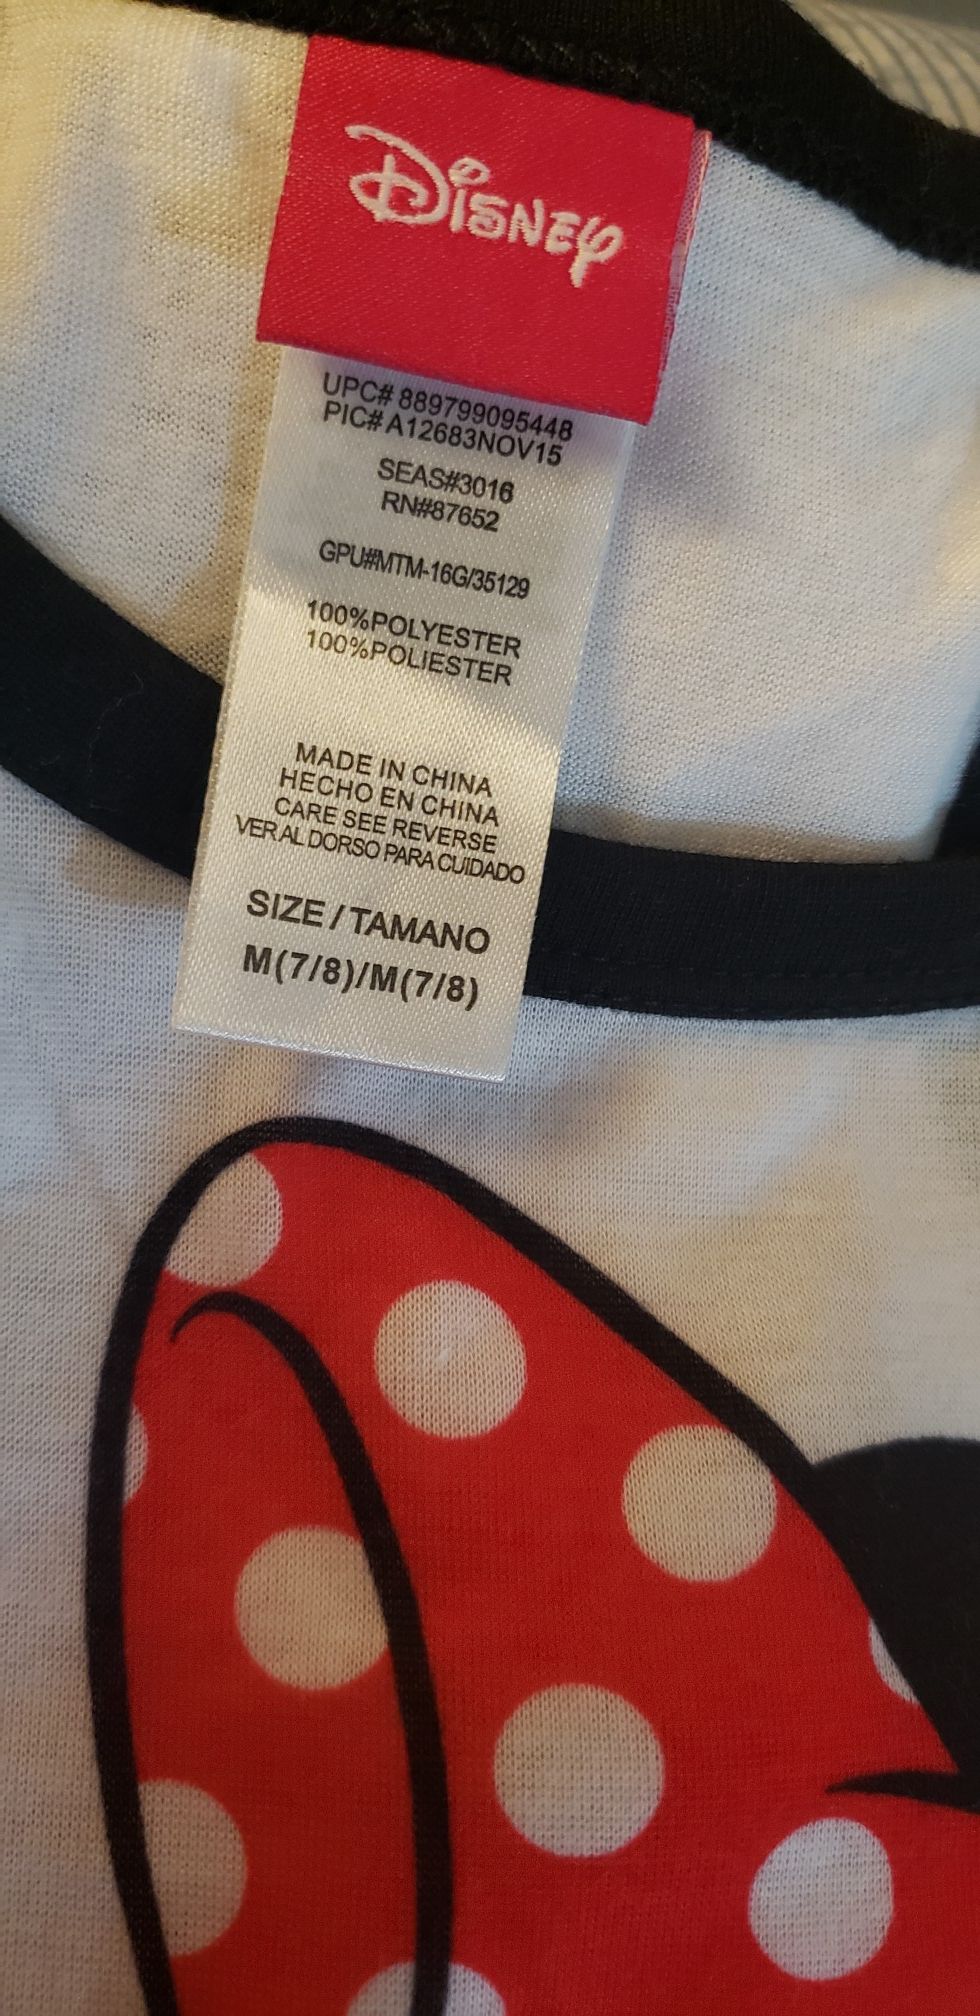 Disney
UPC# 889799095448
PIC# A12683NOV15
SEAS#3016
RN#87652
GPU#MTM-16G/35129
100%POLYESTER
100%POLIESTER
MADE IN CHINA
HECHO EN CHINA
CARE SEE REVERSE
VER AL DORSO PARA CUIDADO
SIZE / TAMANO
M(7/8)/M(7/8)